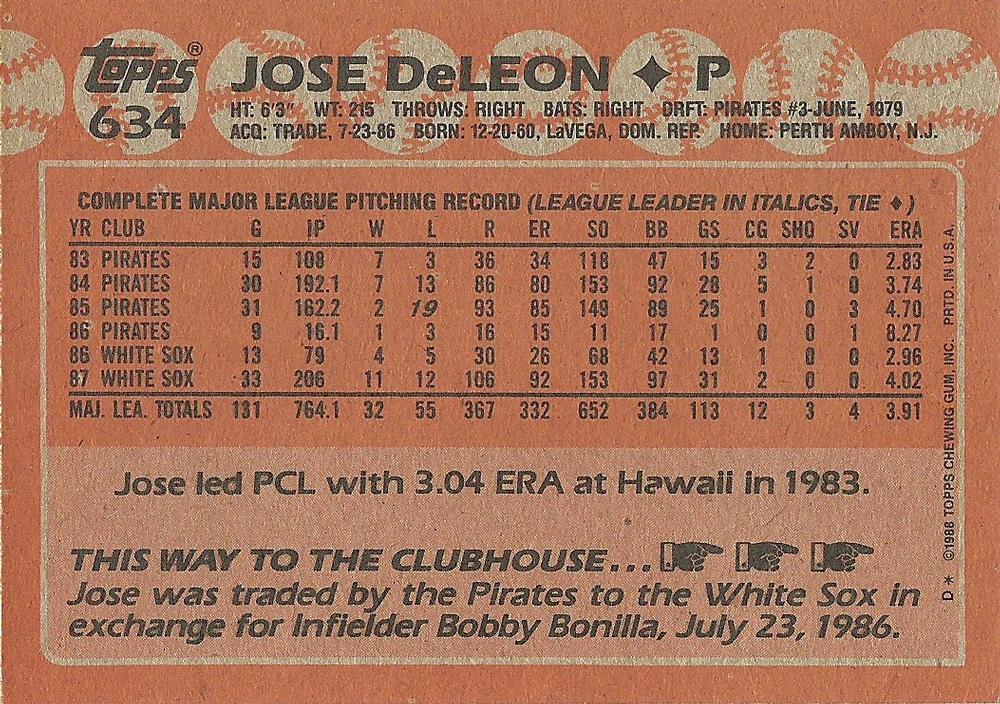 Topps®
634
JOSE DeLEON ✦ P
HT: 6'3" WT: 215 THROWS: RIGHT BATS: RIGHT DRFT: PIRATES #3-JUNE, 1979
ACQ: TRADE, 7-23-86 BORN: 12-20-60, LaVEGA, DOM. REP. HOME: PERTH AMBOY, N.J.
COMPLETE MAJOR LEAGUE PITCHING RECORD (LEAGUE LEADER IN ITALICS, TIE ♦)
YR CLUB G IP W L R ER SO BB GS CG SHO SV ERA
83 PIRATES 15 108 7 3 36 34 118 47 15 3 2 0 2.83
84 PIRATES 30 192.1 7 13 86 80 153 92 28 5 1 0 3.74
85 PIRATES 31 162.2 2 19 93 85 149 89 25 1 0 3 4.70
86 PIRATES 9 16.1 1 3 16 15 11 17 1 0 0 1 8.27
86 WHITE SOX 13 79 4 5 30 26 68 42 13 1 0 0 2.96
87 WHITE SOX 33 206 11 12 106 92 153 97 31 2 0 0 4.02
MAJ. LEA. TOTALS 131 764.1 32 55 367 332 652 384 113 12 3 4 3.91
Jose led PCL with 3.04 ERA at Hawaii in 1983.
THIS WAY TO THE CLUBHOUSE...
Jose was traded by the Pirates to the White Sox in
exchange for Infielder Bobby Bonilla, July 23, 1986.
D* ©1988 TOPPS CHEWING GUM, INC. PRTD. IN U.S.A.